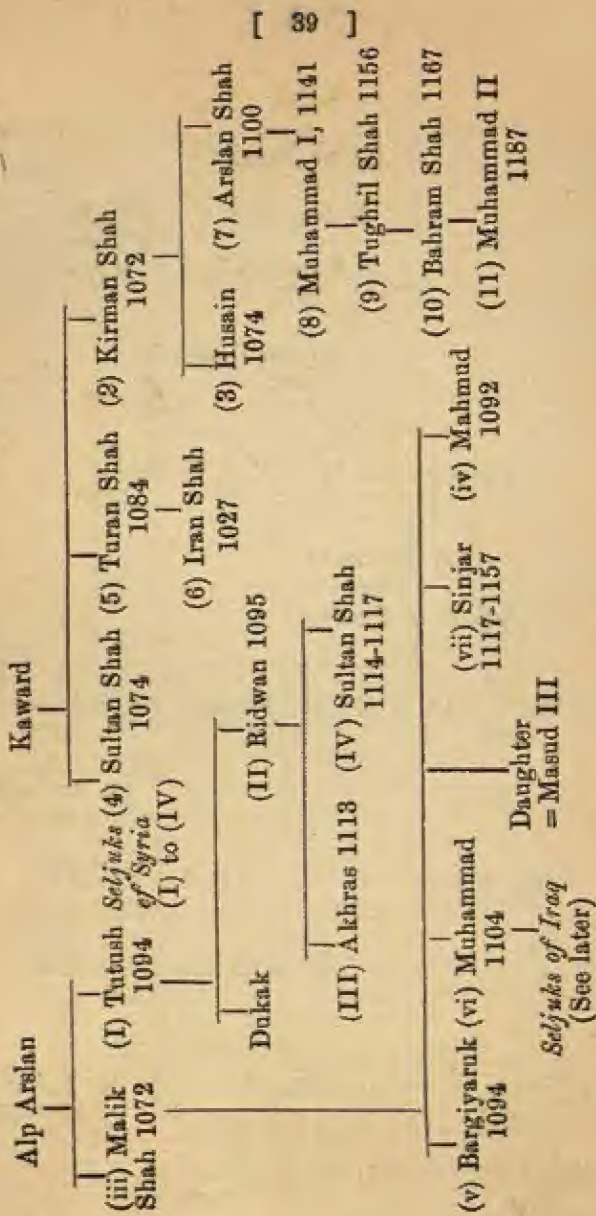 [ 39 ]
Alp Arslan
Kaward
(iii) Malik
Shah 1072
(I) Tutush
1094
Seljuks
of Syria
(I) to (IV)
(4) Sultan Shah
1074
(5) Turan Shah
1084
(2) Kirman Shah
1072
(6) Iran Shah
1027
(3) Husain
1074
(7) Arslan Shah
1100
(8) Muhammad I, 1141
(9) Tughril Shah 1156
(10) Bahram Shah 1167
(11) Muhammad II
1187
Dukak
(II) Ridwan 1095
(III) Akhras 1113
(IV) Sultan Shah
1114-1117
(v) Bargiyaruk
1094
(vi) Muhammad
1104
Daughter
= Masud III
(vii) Sinjar
1117-1157
(iv) Mahmud
1092
Seljuks of Iraq
(See later)